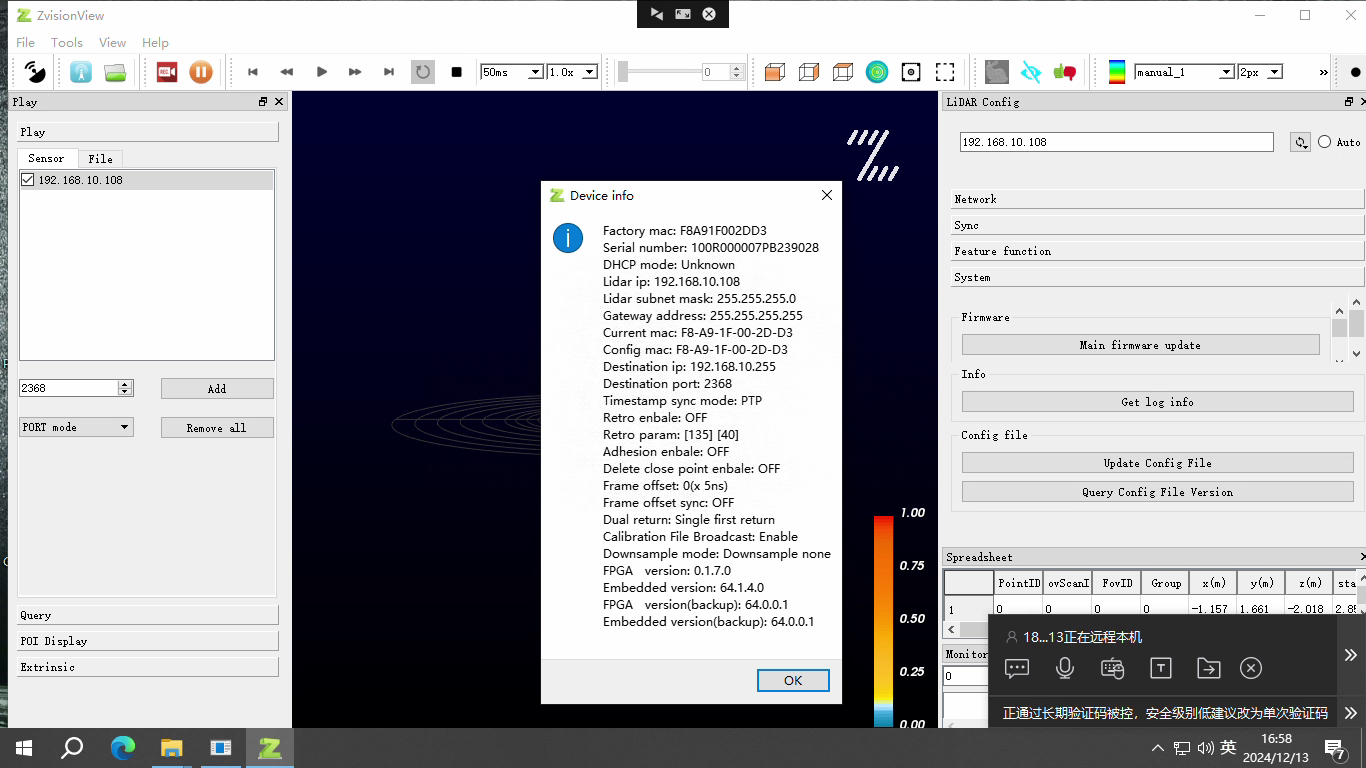 ZvisionView
File Tools View Help
REC
50ms 1.0x 0 manual_1 2px »
Play
Play
Sensor File
192.168.10.108
2368 Add
PORT mode Remove all
Query
POI Display
Extrinsic
Device info
Factory mac: F8A91F002DD3
Serial number: 100R000007PB239028
DHCP mode: Unknown
Lidar ip: 192.168.10.108
Lidar subnet mask: 255.255.255.0
Gateway address: 255.255.255.255
Current mac: F8-A9-1F-00-2D-D3
Config mac: F8-A9-1F-00-2D-D3
Destination ip: 192.168.10.255
Destination port: 2368
Timestamp sync mode: PTP
Retro enbale: OFF
Retro param: [135] [40]
Adhesion enbale: OFF
Delete close point enbale: OFF
Frame offset: 0(x 5ns)
Frame offset sync: OFF
Dual return: Single first return
Calibration File Broadcast: Enable
Downsample mode: Downsample none
FPGA version: 0.1.7.0
Embedded version: 64.1.4.0
FPGA version(backup): 64.0.0.1
Embedded version(backup): 64.0.0.1
OK
1.00
0.75
0.50
0.25
0.00
LiDAR Config
192.168.10.108 Auto
Network
Sync
Feature function
System
Firmware
Main firmware update
Info
Get log info
Config file
Update Config File
Query Config File Version
Spreadsheet
PointID ovScanI FovID Group x(m) y(m) z(m) sta
1 0 0 0 0 -1.157 1.661 -2.018 2.85
Monitor
0
18...13正在远程本机
正通过长期验证码被控，安全级别低建议改为单次验证码
英
16:58
2024/12/13
7